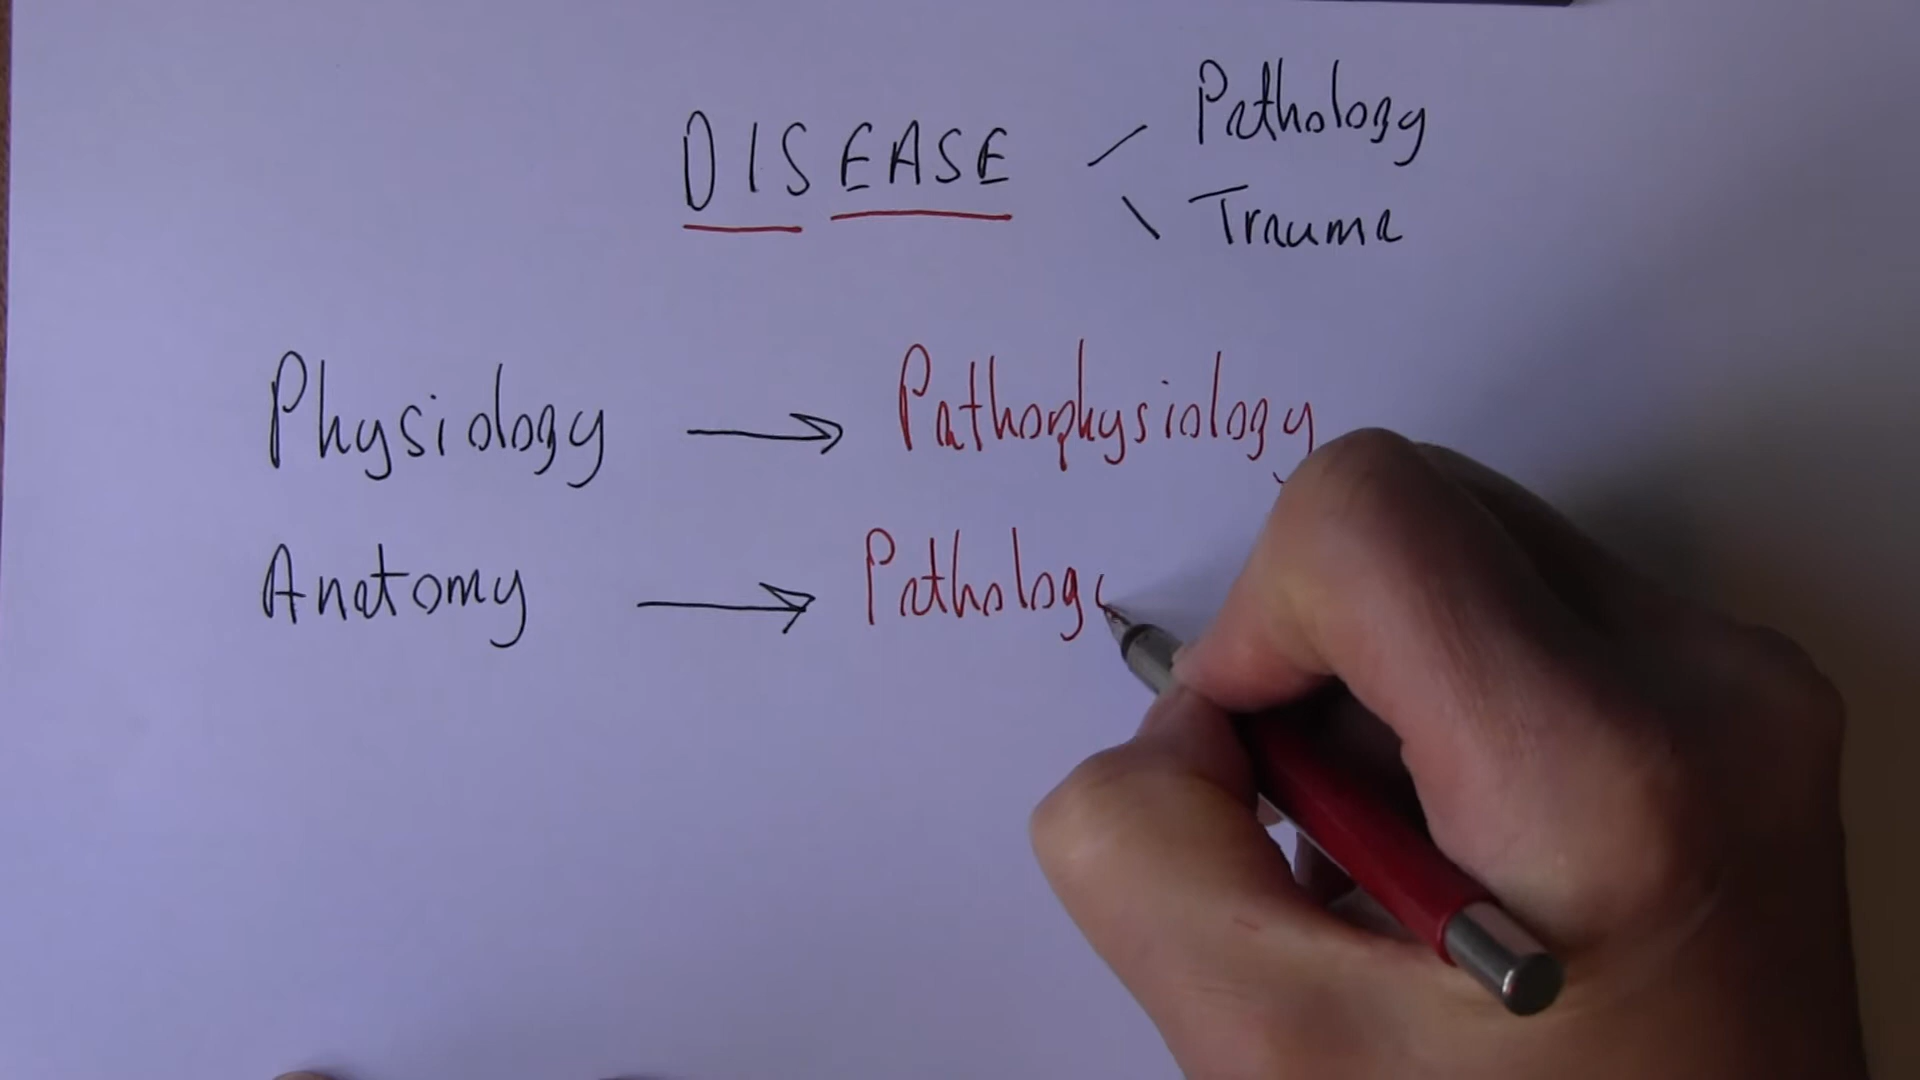 DISEASE
Pathology
Trauma
Physiology → Pathophysiology
Anatomy → Patholog